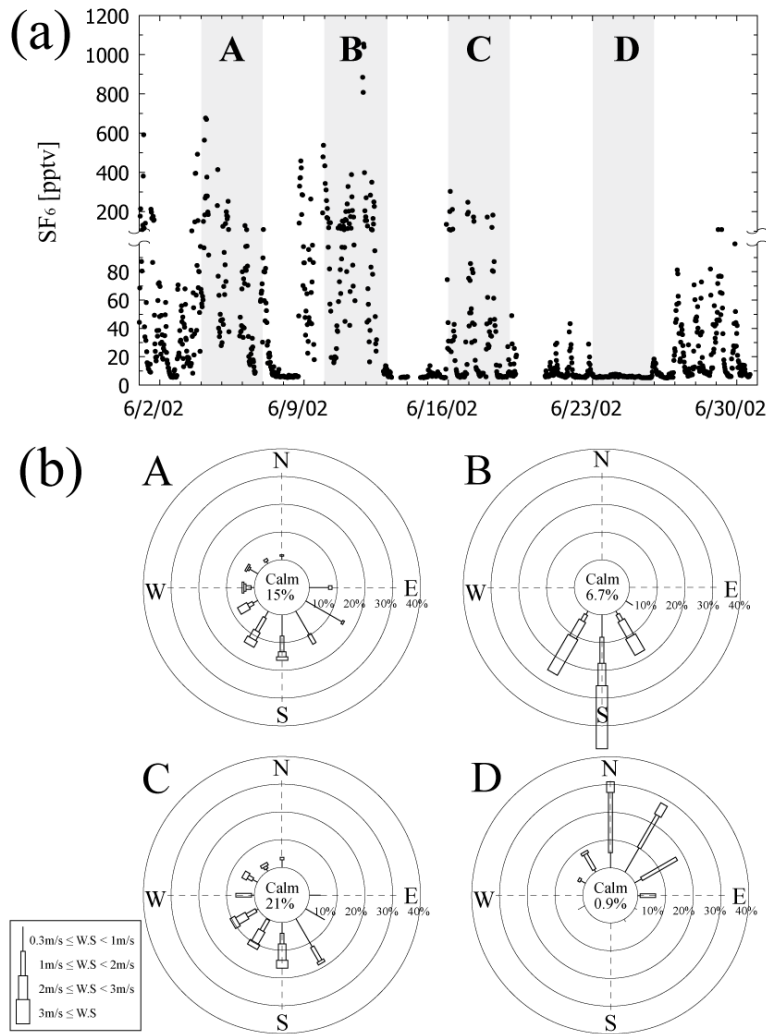 (a)
A B C D
SF6 [pptv]
1200
1000
800
600
400
200
80
60
40
20
10
0
6/2/02 6/9/02 6/16/02 6/23/02 6/30/02
(b)
A
N
W
E
S
Calm
15%
10% 20% 30% 40%
B
N
W
E
S
Calm
6.7%
10% 20% 30% 40%
C
N
W
E
S
Calm
21%
10% 20% 30% 40%
D
N
W
E
S
Calm
0.9%
10% 20% 30% 40%
0.3m/s ≤ W.S < 1m/s
1m/s ≤ W.S < 2m/s
2m/s ≤ W.S < 3m/s
3m/s ≤ W.S